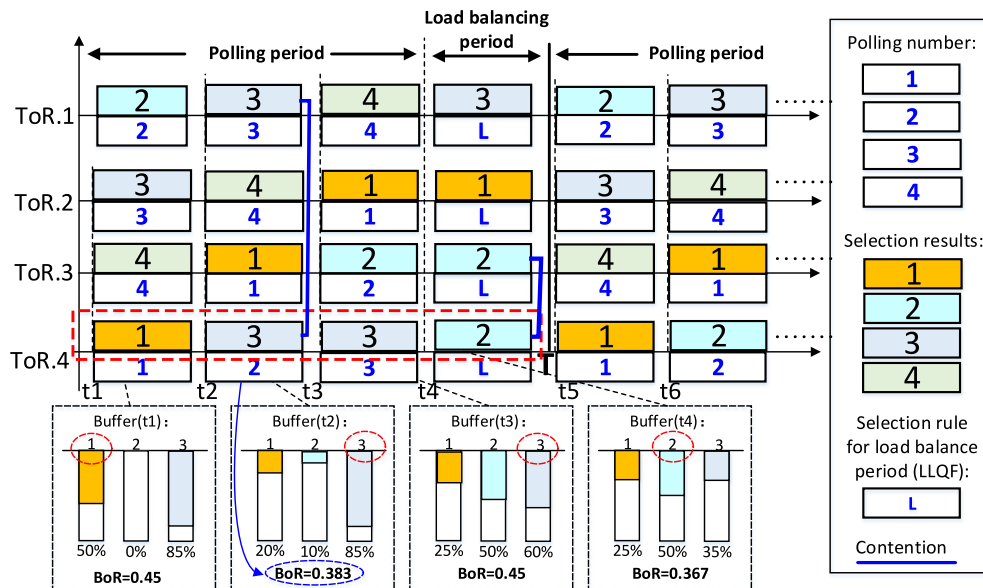 Load balancing
period
Polling period
Polling period
ToR.1
2 3 4 3 2 3
2 3 4 L 2 3
ToR.2
3 4 1 1 3 4
3 4 1 L 3 4
ToR.3
4 1 2 2 4 1
4 1 2 L 4 1
ToR.4
1 3 3 2 1 2
1 2 3 L 1 2
T
t1 t2 t3 t4 t5 t6
Buffer(t1):
1 2 3
50% 0% 85%
BoR=0.45
Buffer(t2):
1 2 3
20% 10% 85%
BoR=0.383
Buffer(t3):
1 2 3
25% 50% 60%
BoR=0.45
Buffer(t4):
1 2 3
25% 50% 35%
BoR=0.367
Polling number:
1
2
3
4
Selection results:
1
2
3
4
Selection rule
for load balance
period (LLQF):
L
Contention